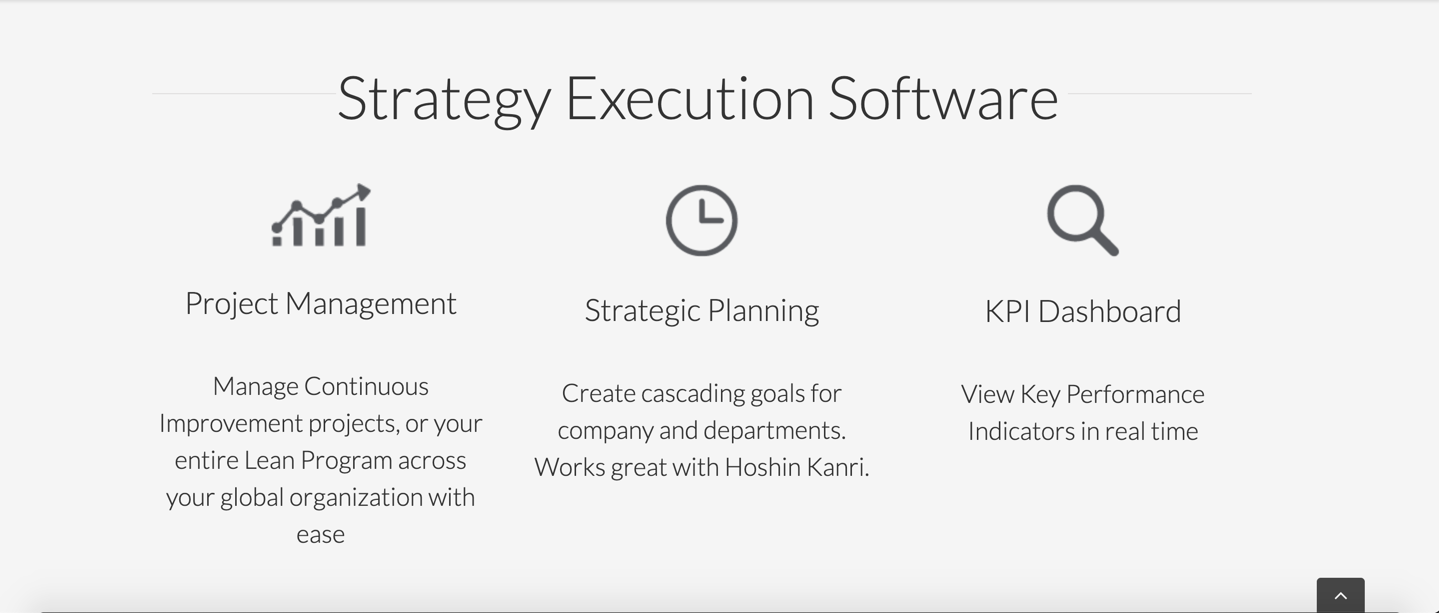 Strategy Execution Software
Project Management
Manage Continuous
Improvement projects, or your
entire Lean Program across
your global organization with
ease
Strategic Planning
Create cascading goals for
company and departments.
Works great with Hoshin Kanri.
KPI Dashboard
View Key Performance
Indicators in real time